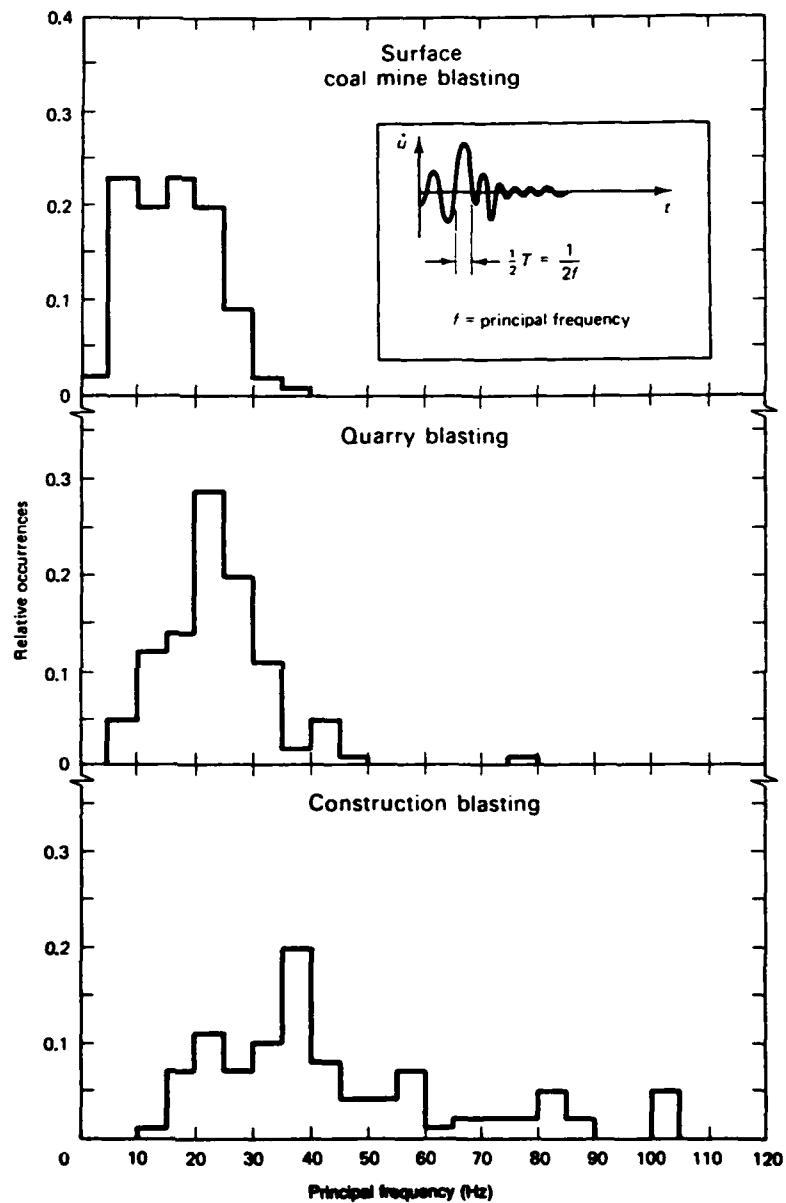 0.4
Surface
coal mine blasting
0.3
u̇
t
½ T = 1/2f
0.2
f = principal frequency
0.1
0
Quarry blasting
0.3
Relative occurrences
0.2
0.1
0
Construction blasting
0.3
0.2
0.1
0 10 20 30 40 50 60 70 80 90 100 110 120
Principal frequency (Hz)